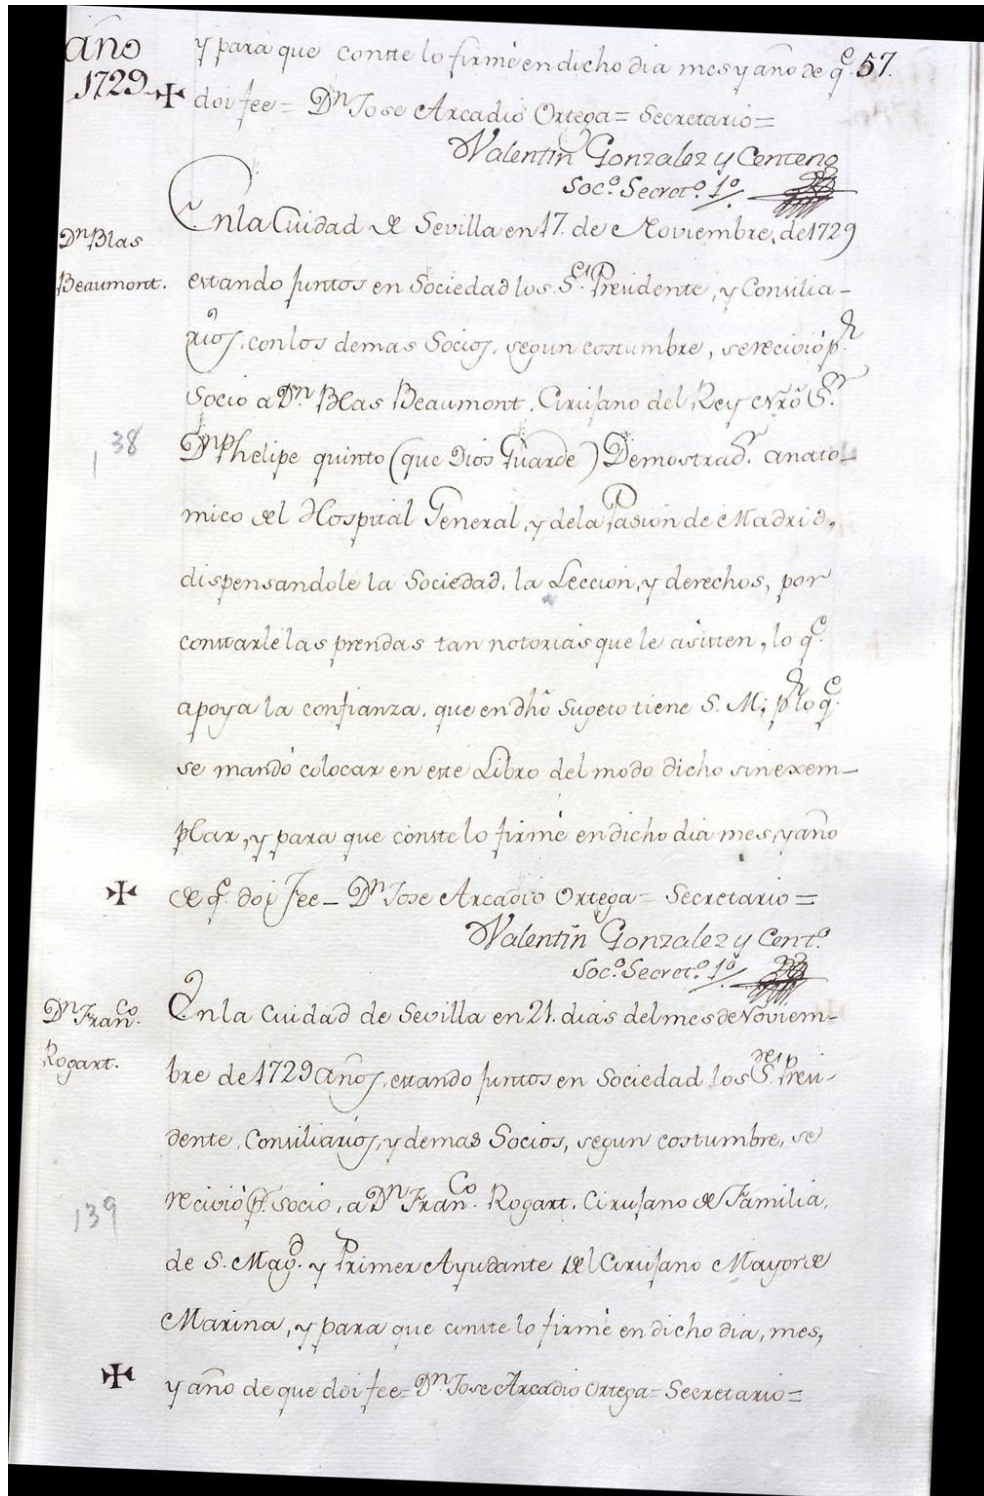 año
1729
y para que conste lo firmè en dicho dia mes y año de q.e 57.
doi fee= D.n Jose Arcadio Ortega= Secretario=
Valentin Gonzalez y Centeno
Soc.o Secret.o 1.o
D.n Blas
Beaumont.
En la Ciudad de Sevilla en 17. de Noviembre, de 1729
estando juntos en Sociedad los S.es Presidente, y Consilia-
rios, con los demas Socios, segun costumbre, se recivió p.r
Socio a D.n Blas Beaumont, Cirujano del Rey Nrõ S.or
138
D.n Phelipe quinto (que Dios Guarde) Demostrad.or anato-
mico del Hospital General, y de la Pasion de Madrid,
dispensandole la Sociedad, la Leccion, y derechos, por
constarle las prendas tan notorias que le asisten, lo q.e
apoya la confianza, que en dhõ Sugeto tiene S. M; p.r lo q.e
se mandó colocar en este Libro del modo dicho sin exem-
plar, y para que conste lo firmè en dicho dia mes, y año
de q.e doi fee- D.n Jose Arcadio Ortega= Secretario=
Valentin Gonzalez y Cent.o
Soc.o Secret.o 1.o
D.n Fran.co
Rogart.
En la Ciudad de Sevilla en 21. dias del mes de Noviem-
bre de 1729 años, estando juntos en Sociedad los S.res Presi-
dente, Consiliarios, y demas Socios, segun costumbre, se
recivió p.r Socio, a D.n Fran.co Rogart. Cirujano de Familia,
139
de S. Mag.d y Primer Ayudante del Cirujano Mayor de
Marina, y para que conste lo firmè en dicho dia, mes,
y año de que doi fee= D.n Jose Arcadio Ortega= Secretario=